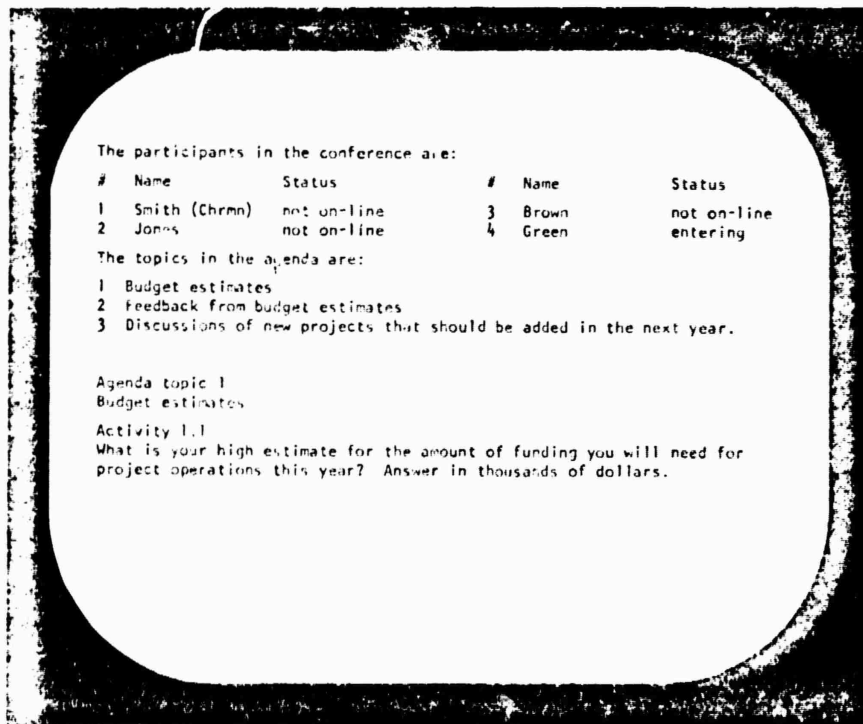 The participants in the conference are:
# Name Status # Name Status
1 Smith (Chrmn) not on-line 3 Brown not on-line
2 Jones not on-line 4 Green entering
The topics in the agenda are:
1 Budget estimates
2 Feedback from budget estimates
3 Discussions of new projects that should be added in the next year.
Agenda topic 1
Budget estimates
Activity 1.1
What is your high estimate for the amount of funding you will need for
project operations this year? Answer in thousands of dollars.